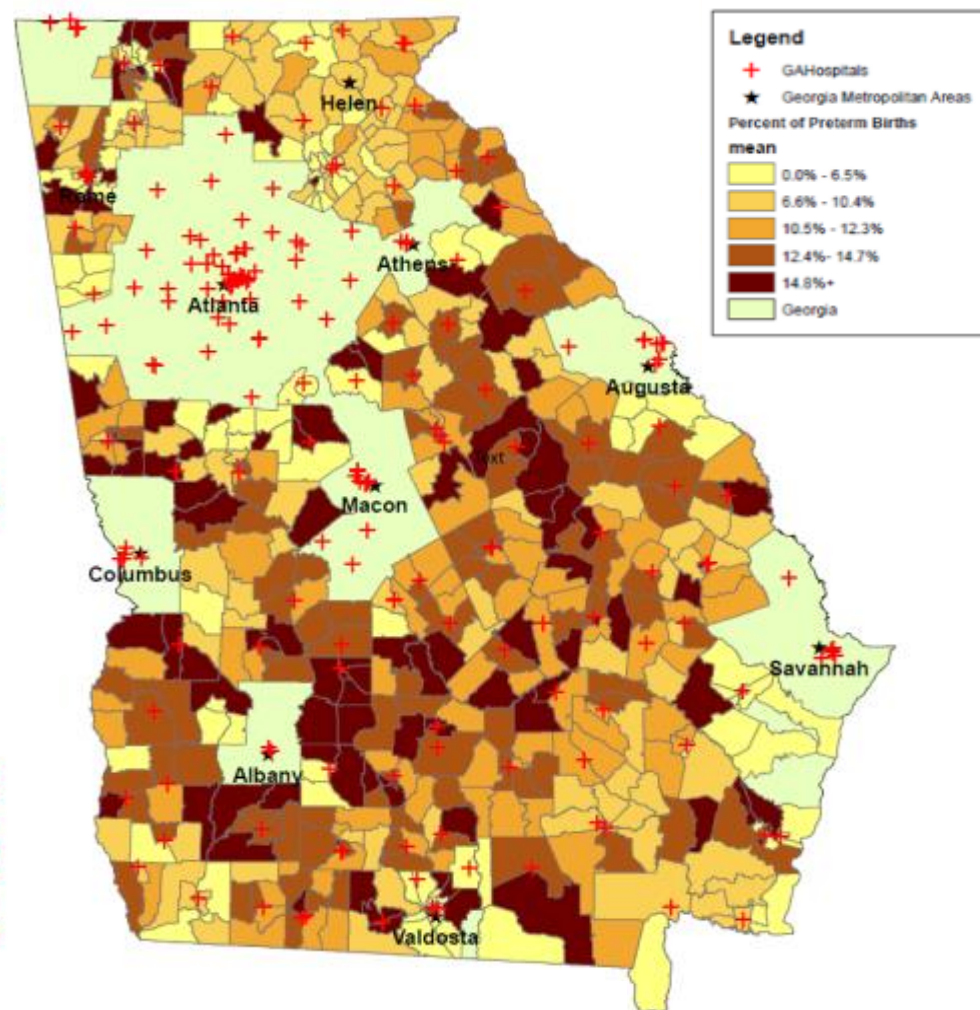 Legend
GAHospitals
Georgia Metropolitan Areas
Percent of Preterm Births
mean
0.0% - 6.5%
6.6% - 10.4%
10.5% - 12.3%
12.4%- 14.7%
14.8%+
Georgia
Helen
Rome
Athens
Atlanta
Augusta
Text
Macon
Columbus
Savannah
Albany
Valdosta